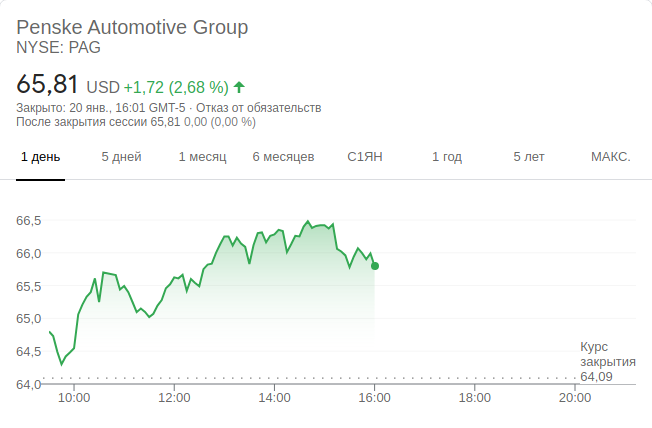 Penske Automotive Group
NYSE: PAG
65,81 USD +1,72 (2,68 %)
Закрыто: 20 янв., 16:01 GMT-5 · Отказ от обязательств
После закрытия сессии 65,81 0,00 (0,00 %)
1 день 5 дней 1 месяц 6 месяцев С1ЯН 1 год 5 лет МАКС.
66,5
66,0
65,5
65,0
64,5
Курс
закрытия
64,09
64,0
10:00 12:00 14:00 16:00 18:00 20:00